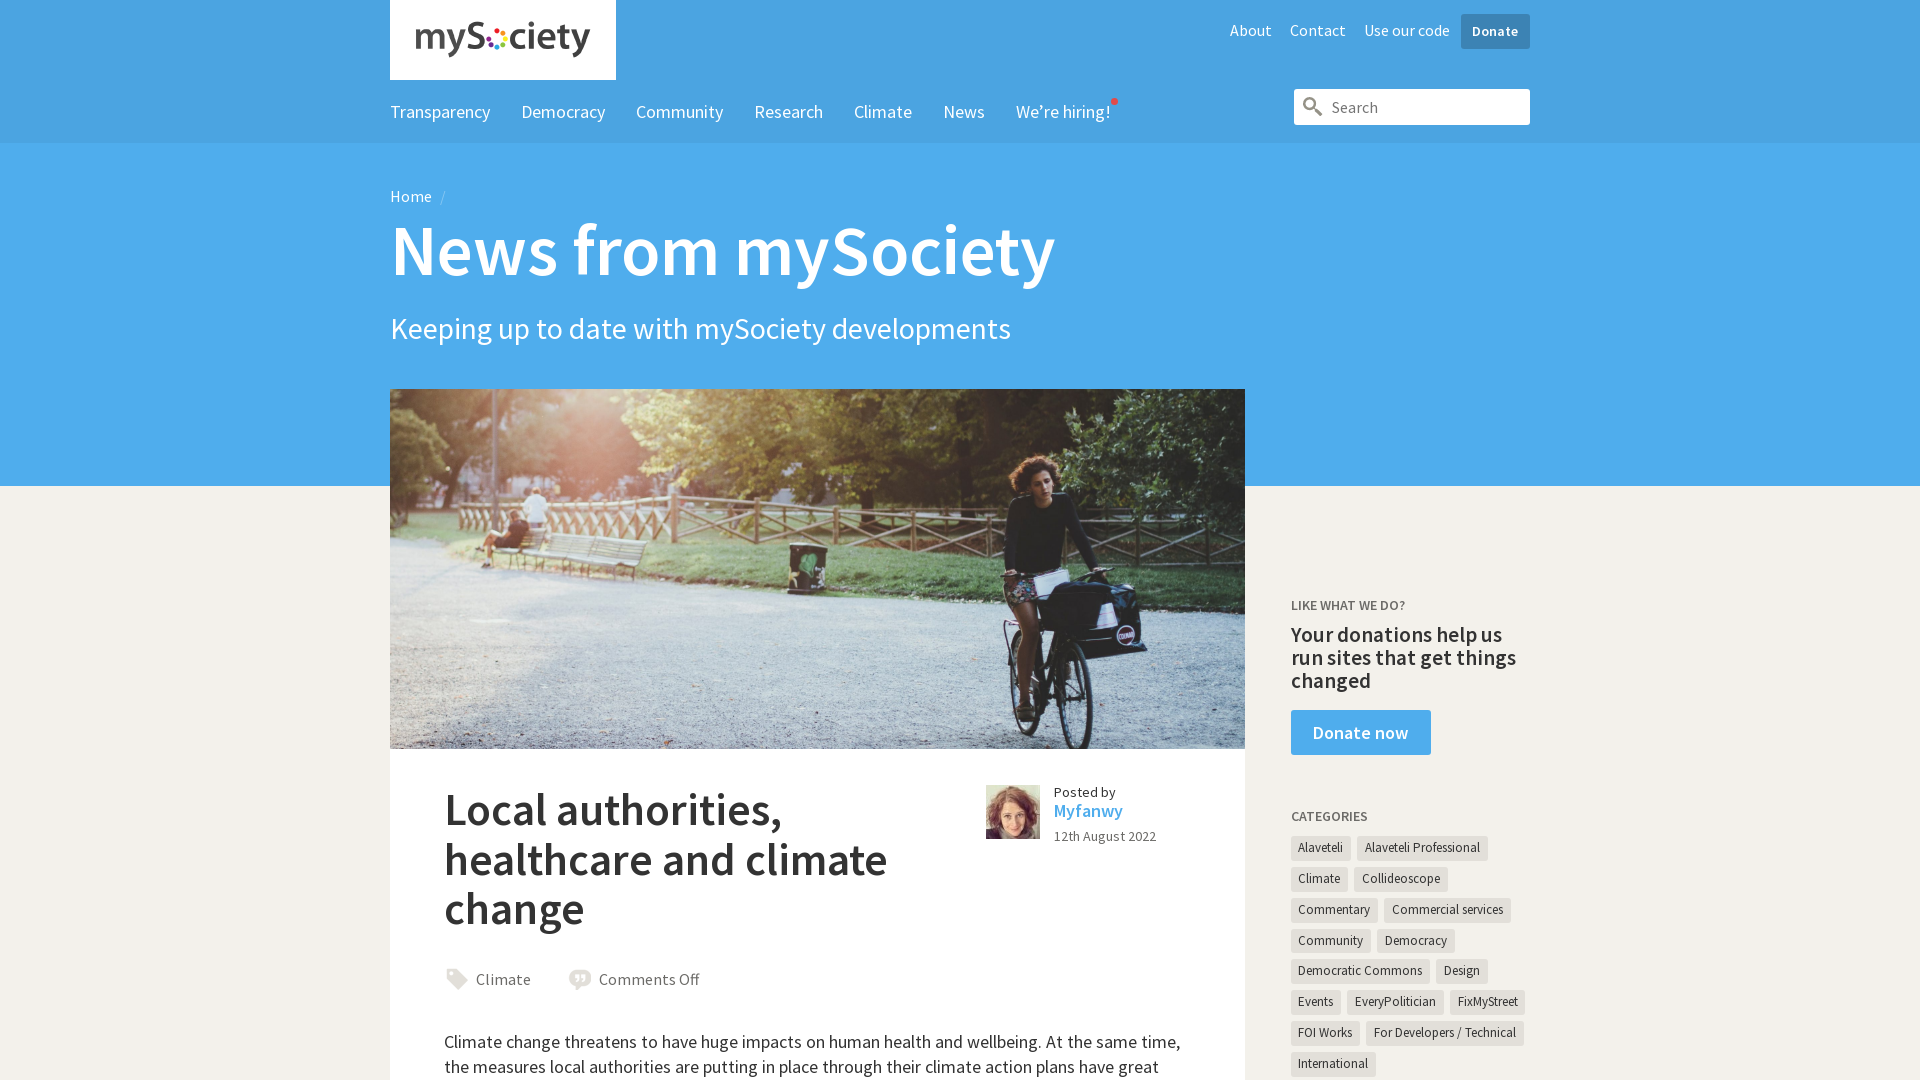 mySociety
About Contact Use our code Donate
Transparency Democracy Community Research Climate News We’re hiring! Search
Home /
News from mySociety
Keeping up to date with mySociety developments
LIKE WHAT WE DO?
Your donations help us
run sites that get things
changed
Donate now
Local authorities,
healthcare and climate
change
Posted by
Myfanwy
12th August 2022
Climate Comments Off
Climate change threatens to have huge impacts on human health and wellbeing. At the same time,
the measures local authorities are putting in place through their climate action plans have great
CATEGORIES
Alaveteli Alaveteli Professional
Climate Collideoscope
Commentary Commercial services
Community Democracy
Democratic Commons Design
Events EveryPolitician FixMyStreet
FOI Works For Developers / Technical
International